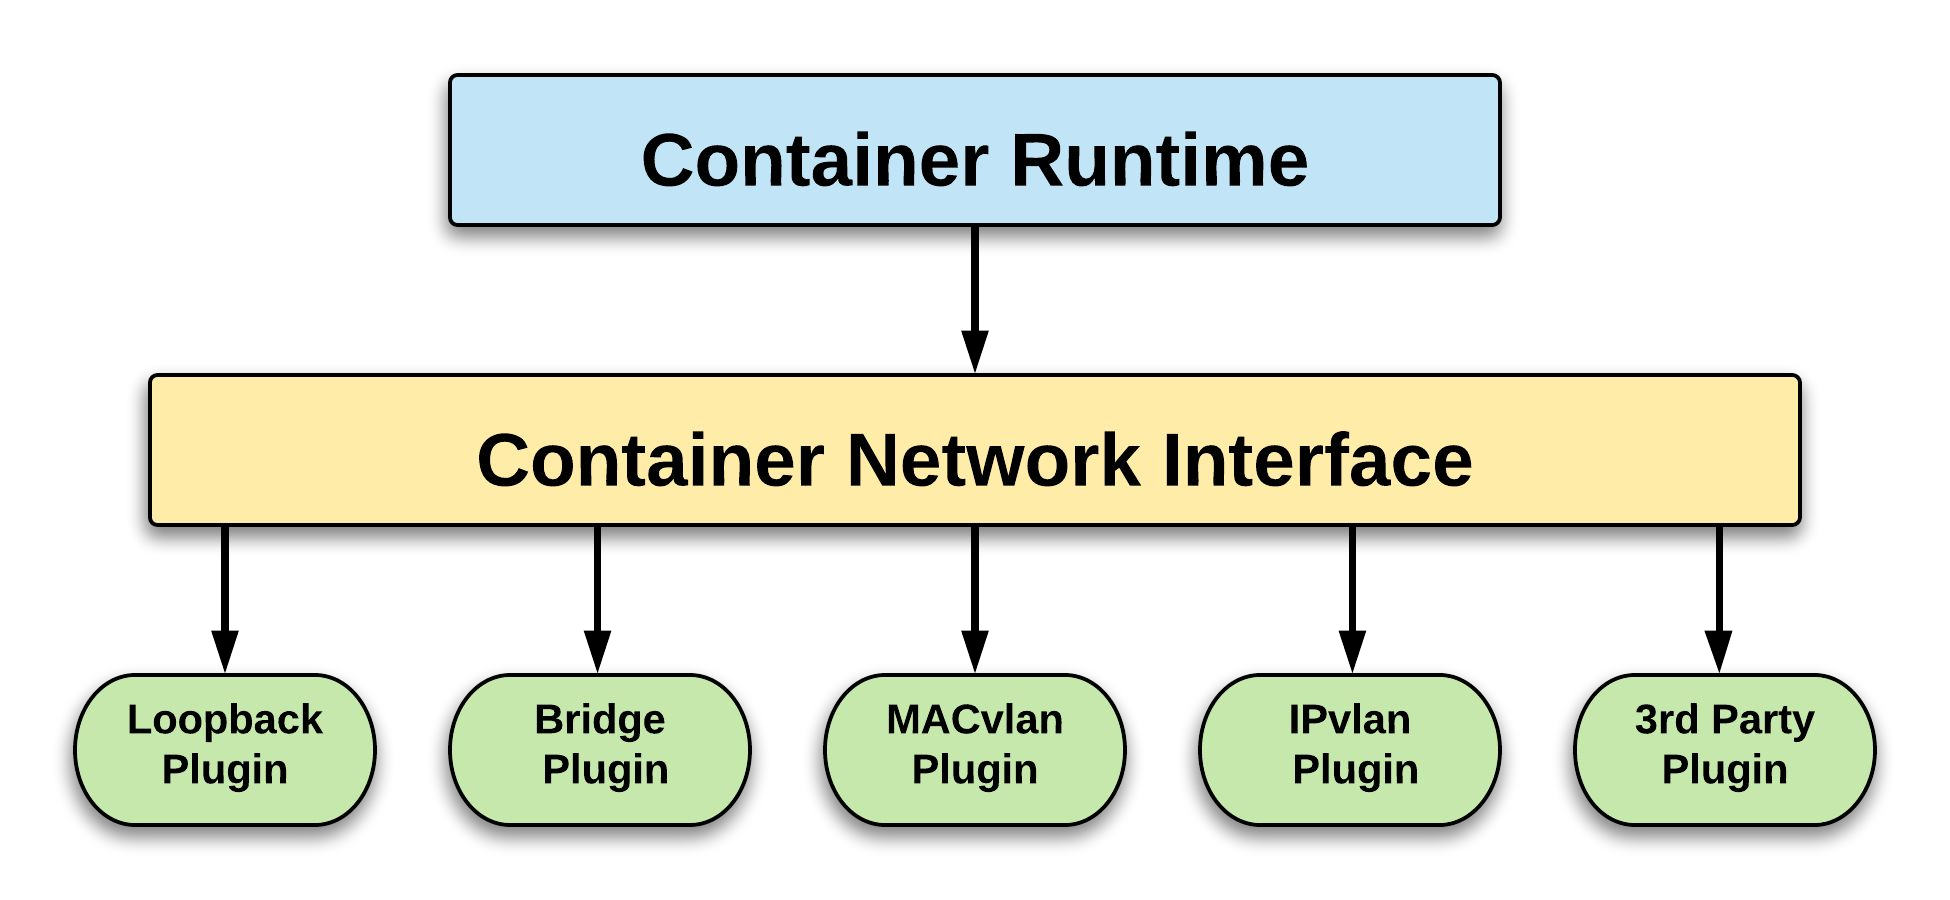 Container Runtime
Container Network Interface
Loopback
Plugin
Bridge
Plugin
MACvlan
Plugin
IPvlan
Plugin
3rd Party
Plugin